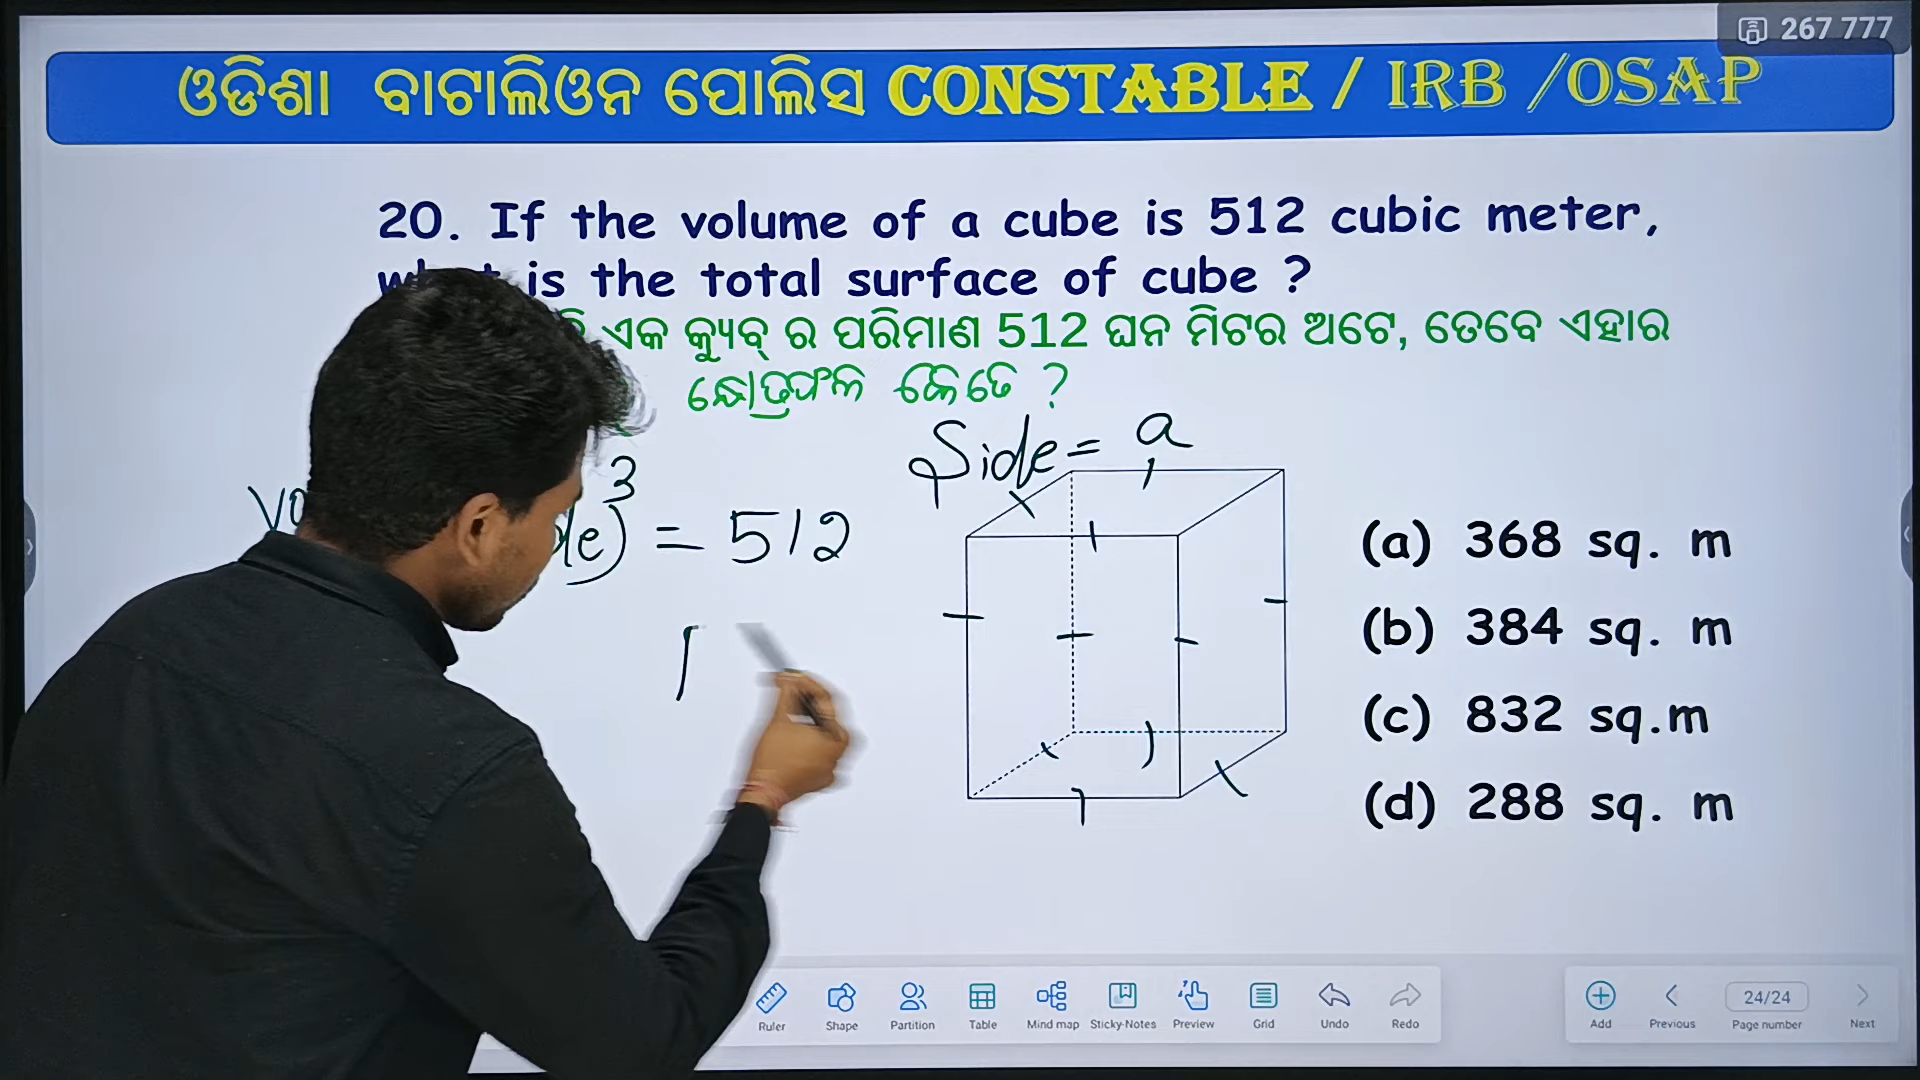 267 777
ଓଡିଶା ବାଟାଲିଓନ ପୋଲିସ CONSTABLE / IRB /OSAP
20. If the volume of a cube is 512 cubic meter,
is the total surface of cube ?
ଏକ କ୍ୟୁବ୍ ର ପରିମାଣ 512 ଘନ ମିଟର ଅଟେ, ତେବେ ଏହାର
କେତେ ?
Side = a
3 = 512
(a) 368 sq. m
(b) 384 sq. m
(c) 832 sq.m
(d) 288 sq. m
Ruler Shape Partition Table Mind map Sticky-Notes Preview Grid Undo Redo Add Previous 24/24 Page number Next